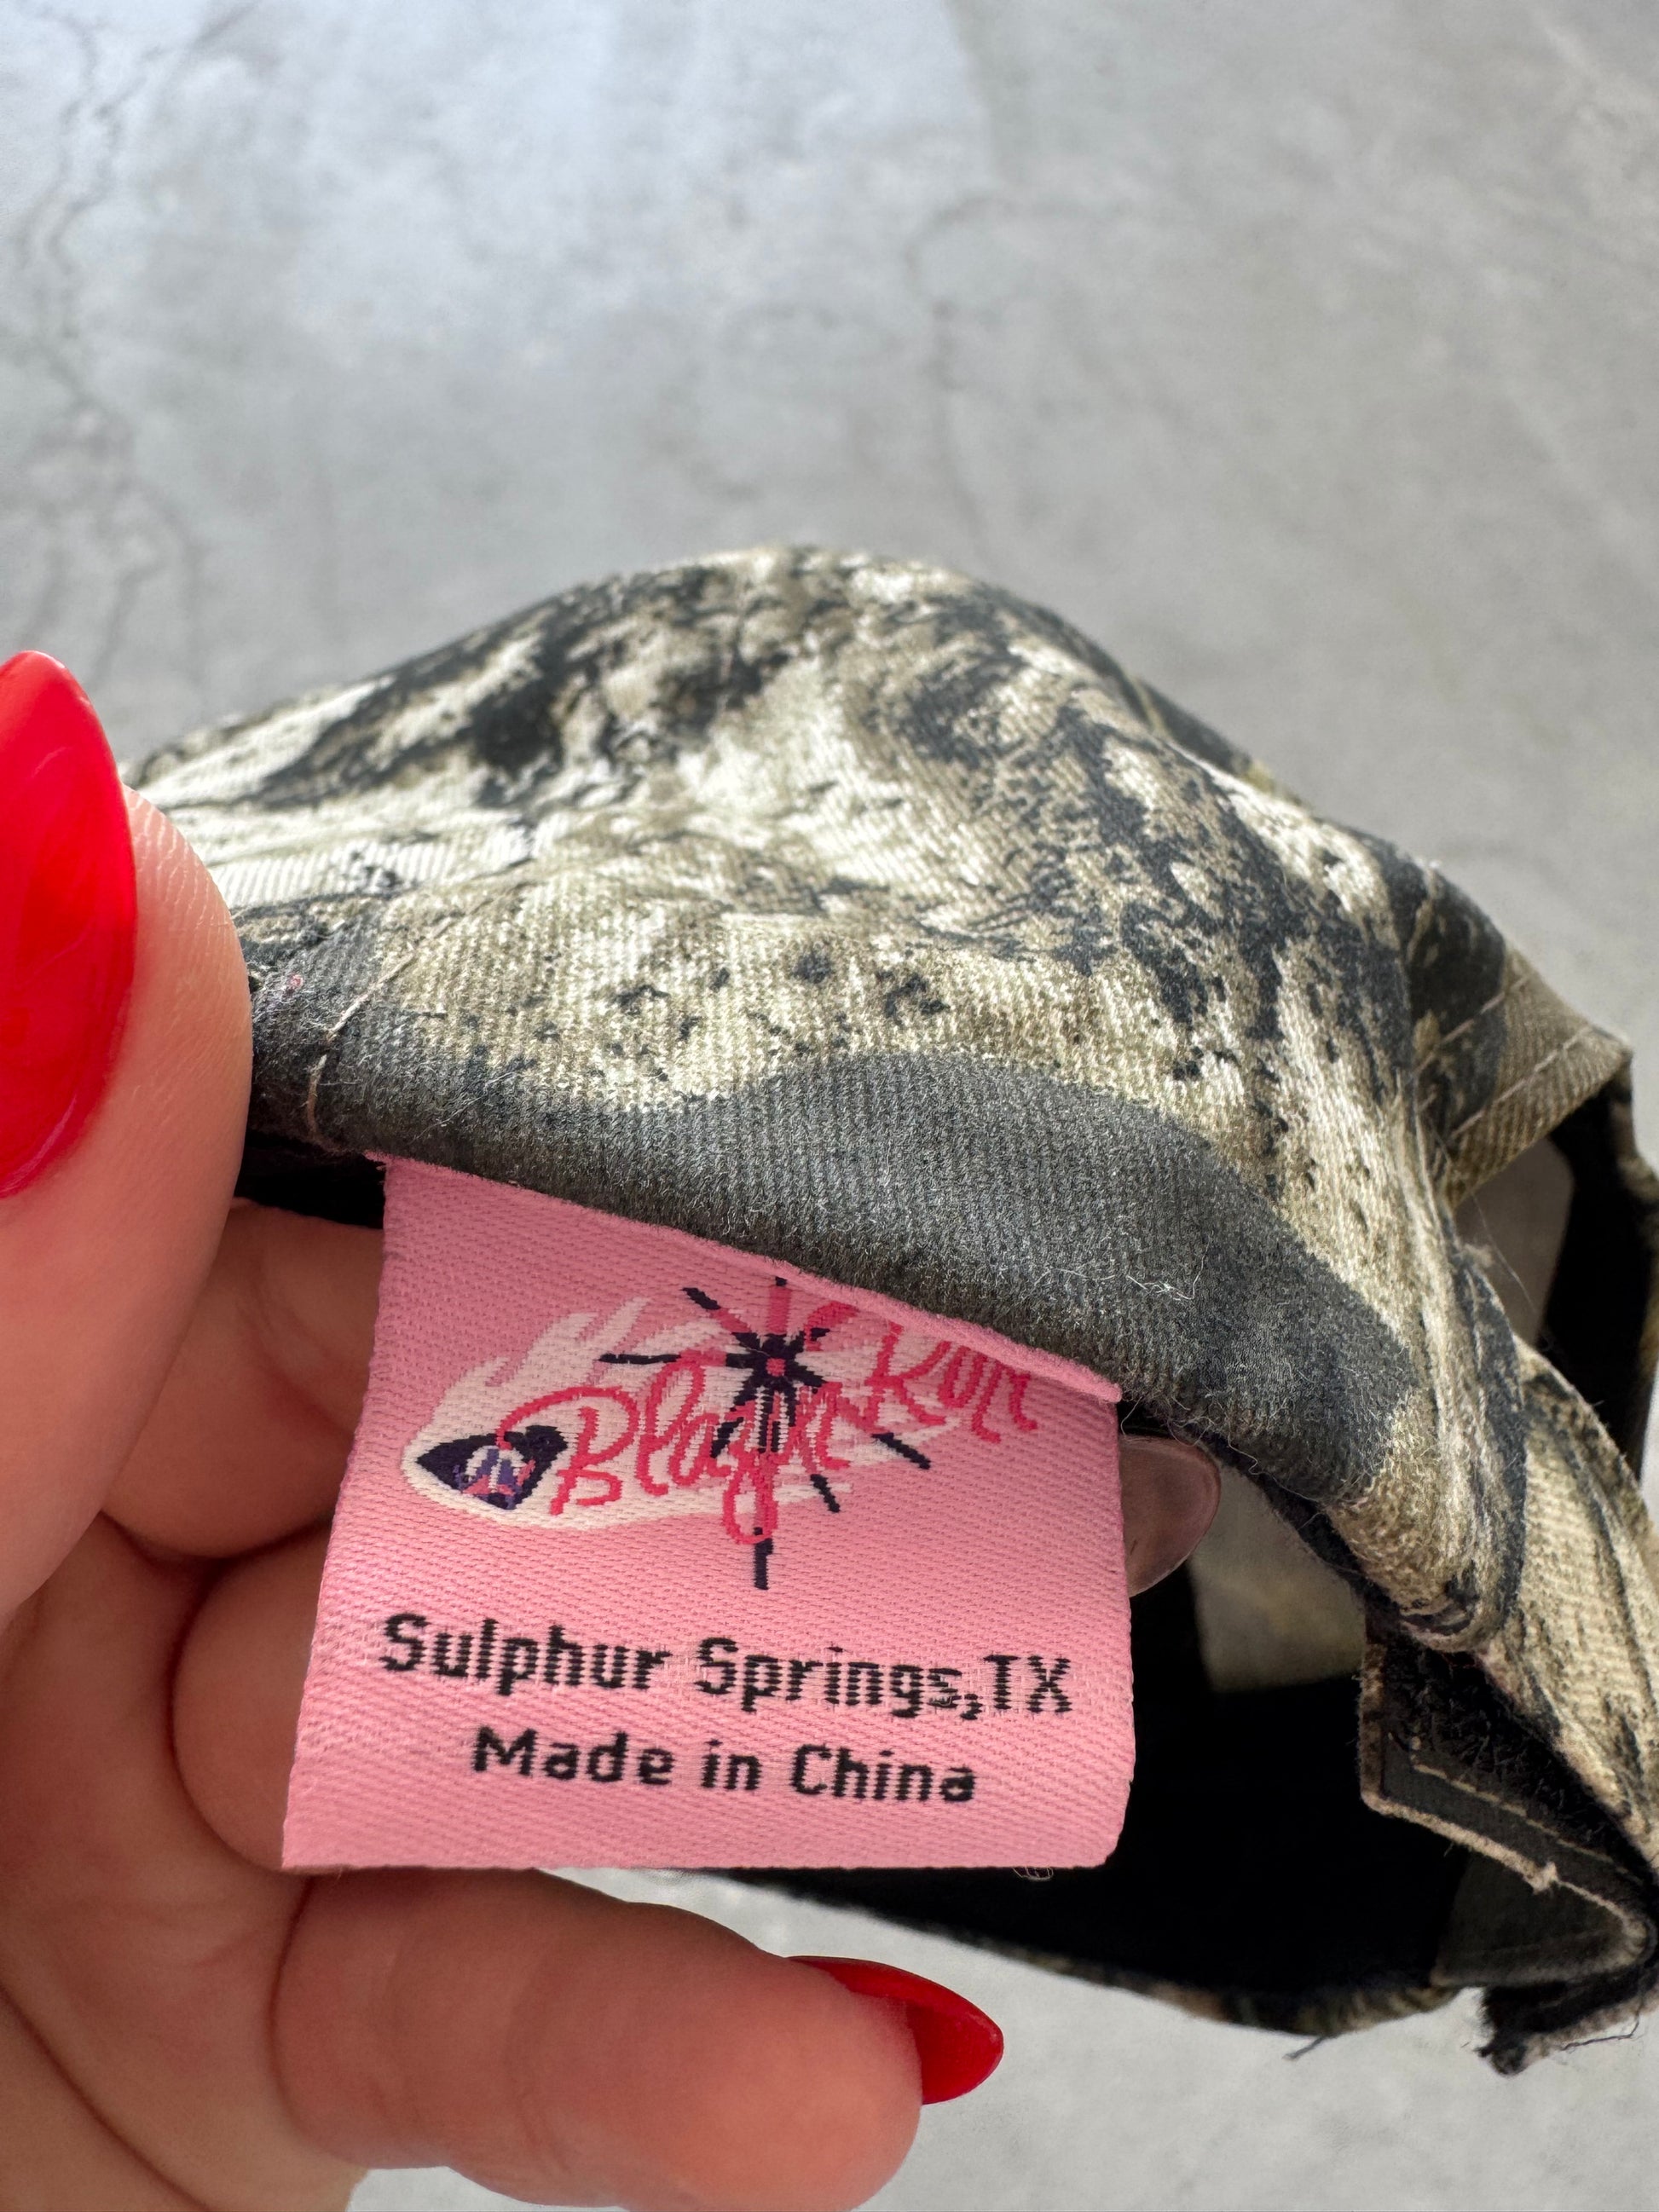 Blazin Roxx
Sulphur Springs,TX
Made in China